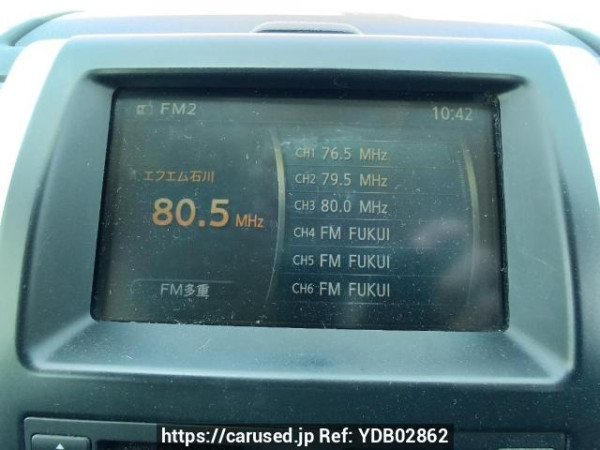 FM2
10:42
エフエム石川
80.5 MHz
FM多重
CH1 76.5 MHz
CH2 79.5 MHz
CH3 80.0 MHz
CH4 FM FUKUI
CH5 FM FUKUI
CH6 FM FUKUI
https://carused.jp Ref: YDB02862